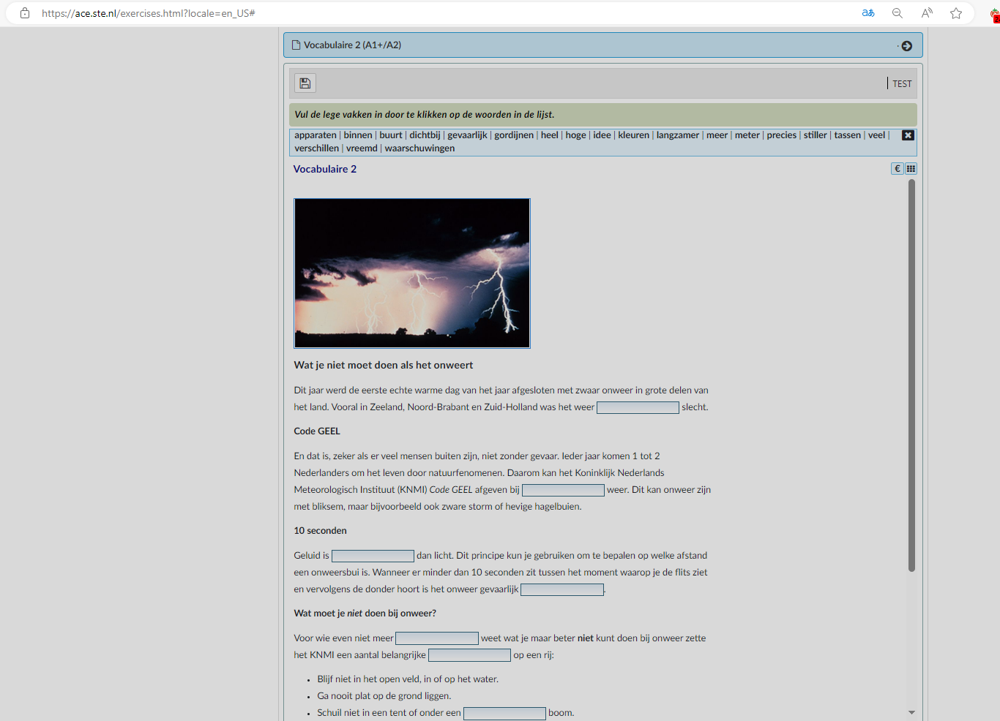 https://ace.ste.nl/exercises.html?locale=en_US#
Vocabulaire 2 (A1+/A2)
TEST
Vul de lege vakken in door te klikken op de woorden in de lijst.
apparaten | binnen | buurt | dichtbij | gevaarlijk | gordijnen | heel | hoge | idee | kleuren | langzamer | meer | meter | precies | stiller | tassen | veel |
verschillen | vreemd | waarschuwingen
Vocabulaire 2
€
Wat je niet moet doen als het onweert
Dit jaar werd de eerste echte warme dag van het jaar afgesloten met zwaar onweer in grote delen van
het land. Vooral in Zeeland, Noord-Brabant en Zuid-Holland was het weer slecht.
Code GEEL
En dat is, zeker als er veel mensen buiten zijn, niet zonder gevaar. Ieder jaar komen 1 tot 2
Nederlanders om het leven door natuurfenomenen. Daarom kan het Koninklijk Nederlands
Meteorologisch Instituut (KNMI) Code GEEL afgeven bij weer. Dit kan onweer zijn
met bliksem, maar bijvoorbeeld ook zware storm of hevige hagelbuien.
10 seconden
Geluid is dan licht. Dit principe kun je gebruiken om te bepalen op welke afstand
een onweersbui is. Wanneer er minder dan 10 seconden zit tussen het moment waarop je de flits ziet
en vervolgens de donder hoort is het onweer gevaarlijk .
Wat moet je niet doen bij onweer?
Voor wie even niet meer weet wat je maar beter niet kunt doen bij onweer zette
het KNMI een aantal belangrijke op een rij:
• Blijf niet in het open veld, in of op het water.
• Ga nooit plat op de grond liggen.
• Schuil niet in een tent of onder een boom.